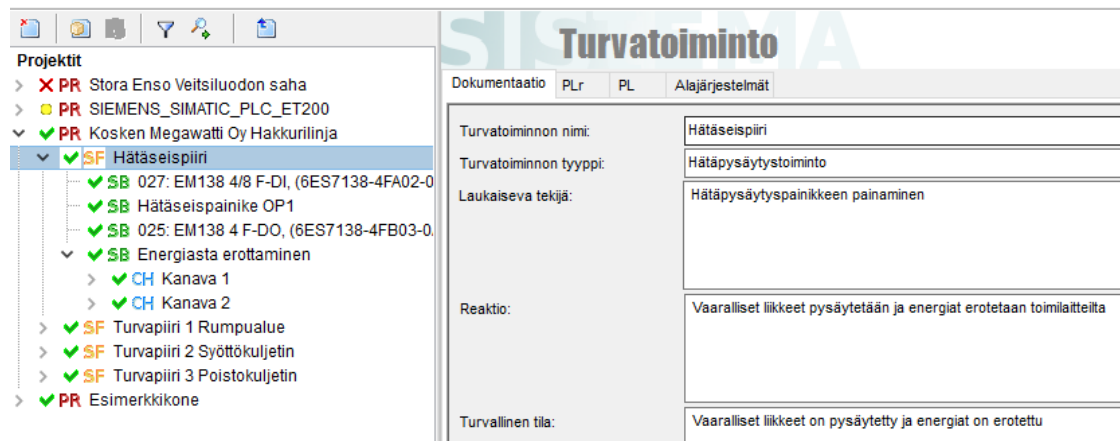 SISTEMA
Turvatoiminto
Projektit
PR Stora Enso Veitsiluodon saha
PR SIEMENS_SIMATIC_PLC_ET200
PR Kosken Megawatti Oy Hakkurilinja
SF Hätäseispiiri
SB 027: EM138 4/8 F-DI, (6ES7138-4FA02-0
SB Hätäseispainike OP1
SB 025: EM138 4 F-DO, (6ES7138-4FB03-0.
SB Energiasta erottaminen
CH Kanava 1
CH Kanava 2
SF Turvapiiri 1 Rumpualue
SF Turvapiiri 2 Syöttökuljetin
SF Turvapiiri 3 Poistokuljetin
PR Esimerkkikone
Dokumentaatio PLr PL Alajärjestelmät
Turvatoiminnon nimi: Hätäseispiiri
Turvatoiminnon tyyppi: Hätäpysäytystoiminto
Laukaiseva tekijä: Hätäpysäytyspainikkeen painaminen
Reaktio: Vaaralliset liikkeet pysäytetään ja energiat erotetaan toimilaitteilta
Turvallinen tila: Vaaralliset liikkeet on pysäytetty ja energiat on erotettu